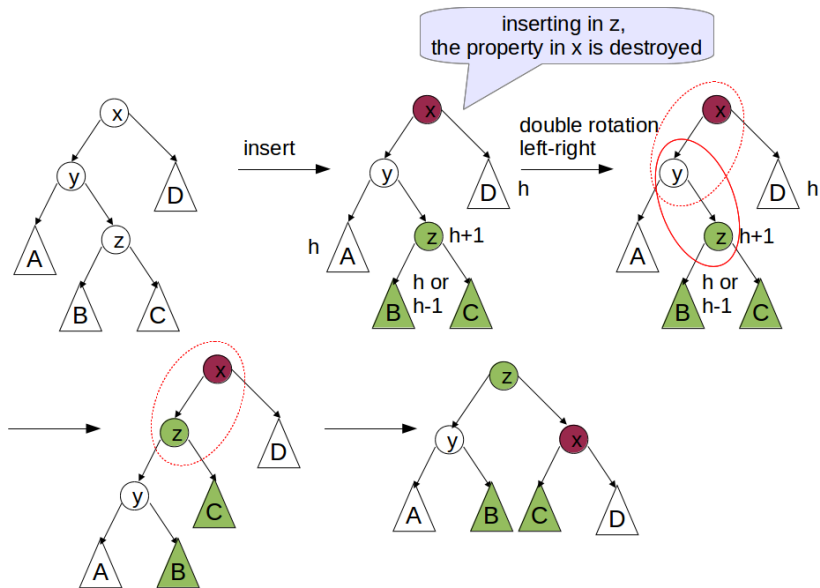 inserting in z,
the property in x is destroyed
x
y
D
A
z
B
C
insert
x
y
D
h
h
A
z
h+1
h or
h-1
B
C
double rotation
left-right
x
y
D
h
A
z
h+1
h or
h-1
B
C
x
z
D
y
C
A
B
z
y
x
A
B
C
D